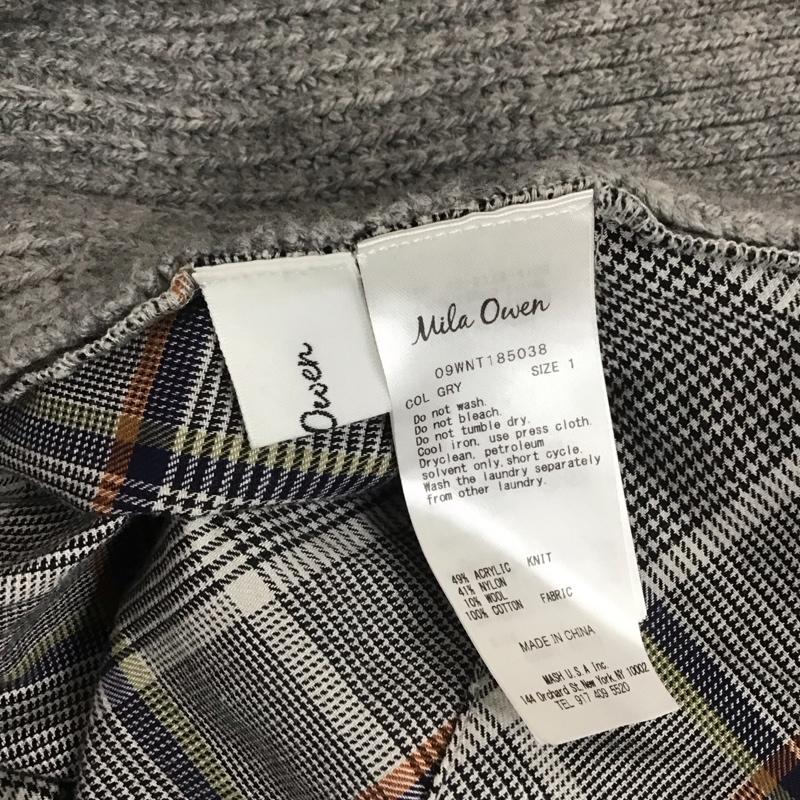 Owen
Mila Owen
09WNT185038
COL GRY SIZE 1
Do not wash.
Do not bleach.
Do not tumble dry.
Cool iron, use press cloth.
Dryclean, petroleum
solvent only, short cycle.
Wash the laundry separately
from other laundry.
49% ACRYLIC KNIT
41% NYLON
10% WOOL
100% COTTON FABRIC
MADE IN CHINA
MASH U.S.A Inc.
144 Orchard St. New York, NY 10002
TEL 917 409 5520